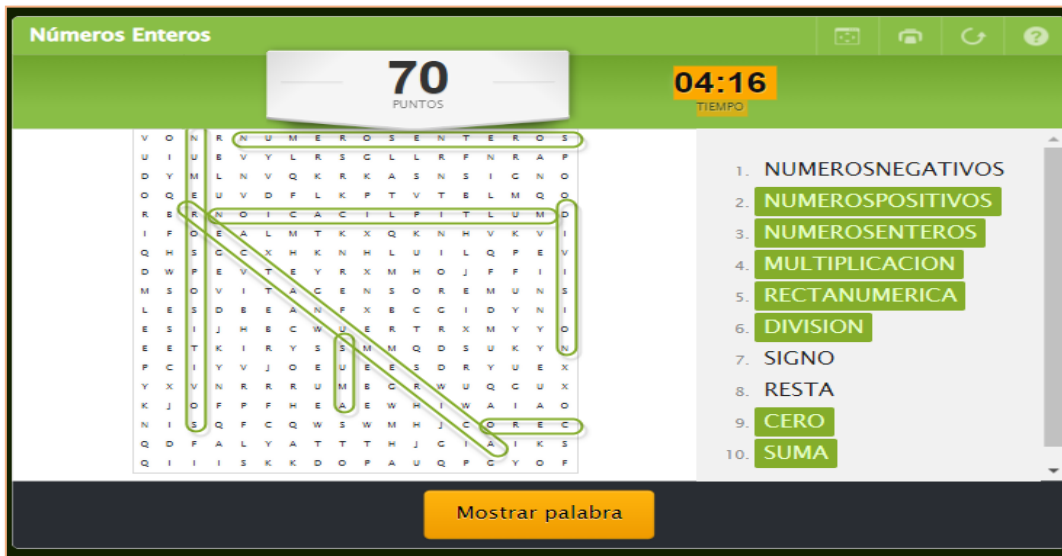 Números Enteros
70
PUNTOS
04:16
TIEMPO
V O N R N U M E R O S E N T E R O S
U I U B V Y L R S G L L R F N R A P
D Y M L N V Q K R K A S N S I G N O
O Q E U V D F L K P T V T B L M Q O
R B R N O I C A C I L P I T L U M D
I F O E A L M T K X Q K N H V K V I
Q H S G C X H K N H L U I L Q P E V
D W P E V T E Y R X M H O J F F I I
M S O V I T A G E N S O R E M U N S
L E S D B E A N F X B C G I D Y N I
E S I J H B C W U E R T R X M Y Y O
E E T K I R Y S S M M Q D S U K Y N
P C I Y V J O E U E E S D R Y U E X
Y X V N R R R U M B G R W U Q G U X
K J O F P F H E A E W H I W A I A O
N I S Q F C Q W S W M H J C O R E C
Q D F A L Y A T T T H J G I A I K S
Q I I I S K K D O P A U Q P G Y O F
1. NUMEROSNEGATIVOS
2. NUMEROSPOSITIVOS
3. NUMEROSENTEROS
4. MULTIPLICACION
5. RECTANUMERICA
6. DIVISION
7. SIGNO
8. RESTA
9. CERO
10. SUMA
Mostrar palabra